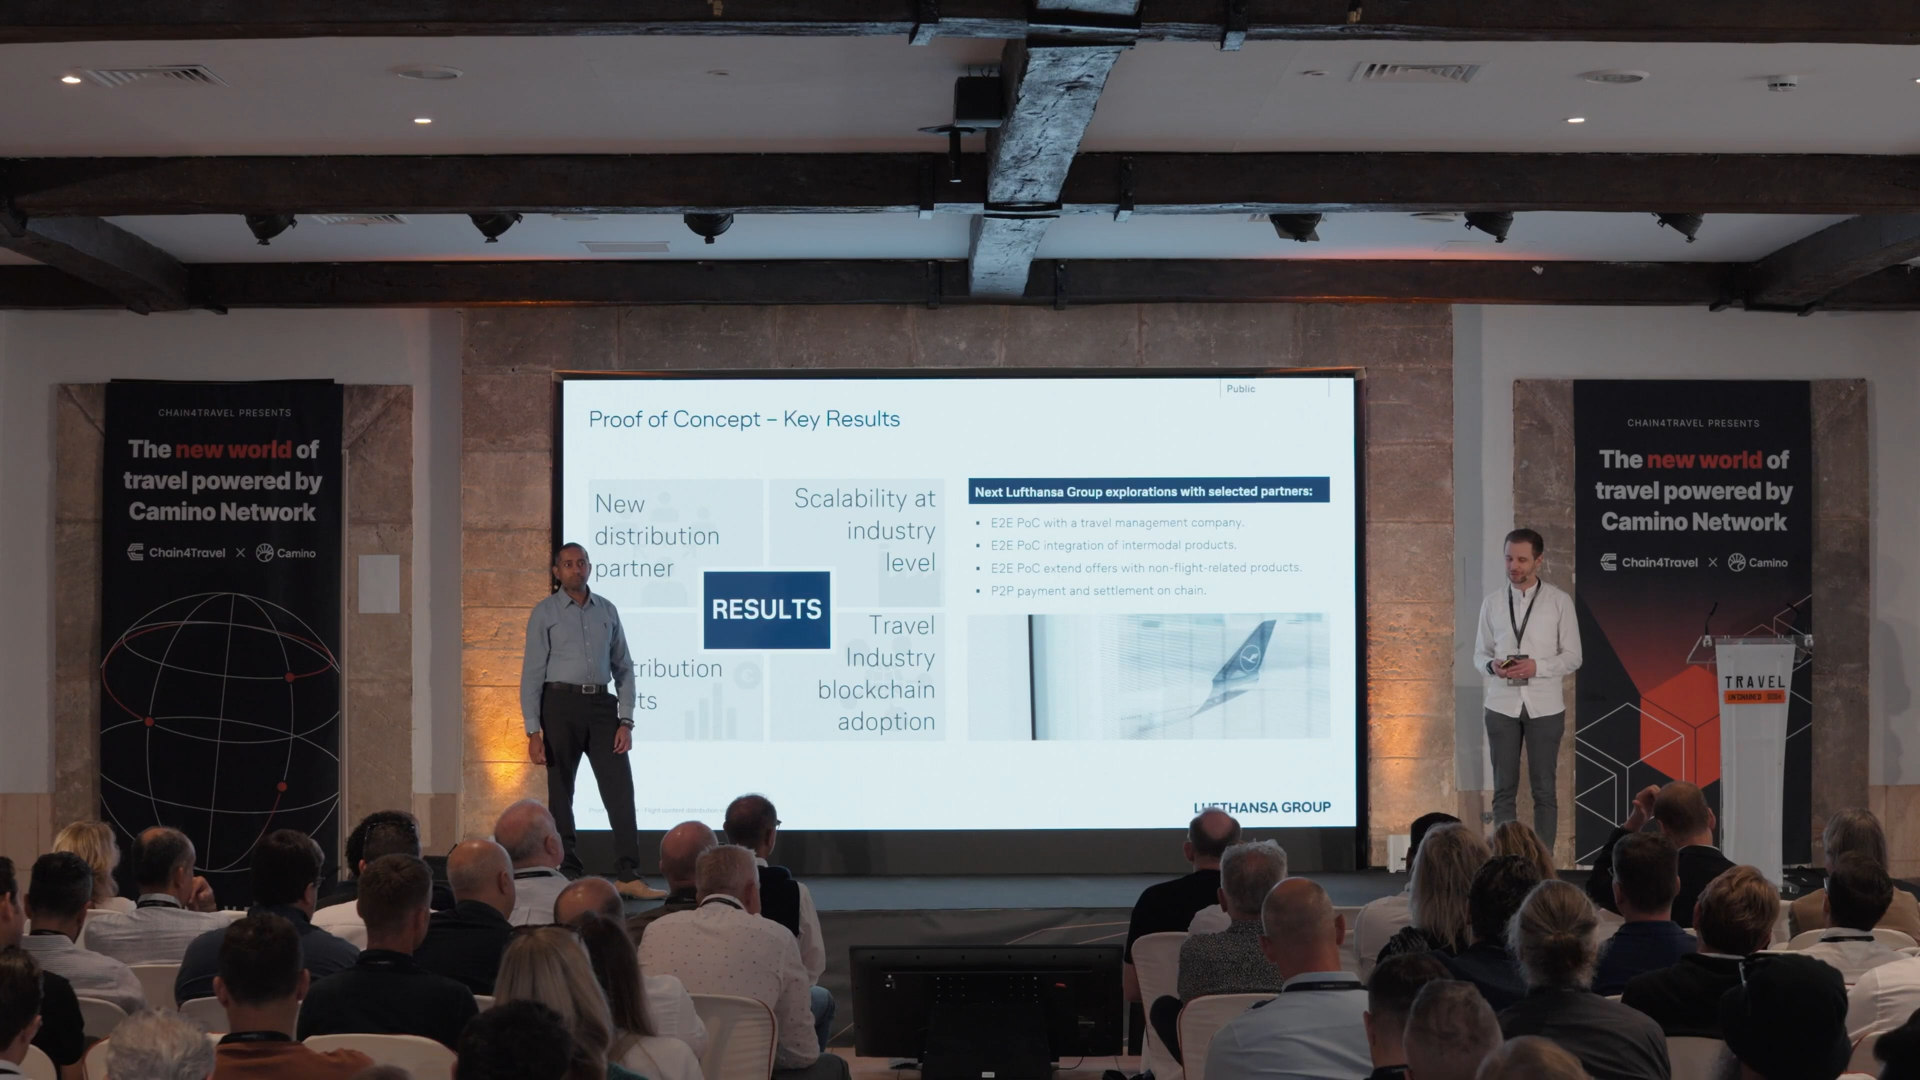 CHAIN4TRAVEL PRESENTS
The new world of
travel powered by
Camino Network
Chain4Travel X Camino
Public
Proof of Concept – Key Results
New
distribution
partner
Scalability at
industry
level
RESULTS
Travel
Industry
blockchain
adoption
Next Lufthansa Group explorations with selected partners:
▪ E2E PoC with a travel management company.
▪ E2E PoC integration of intermodal products.
▪ E2E PoC extend offers with non-flight-related products.
▪ P2P payment and settlement on chain.
LUFTHANSA GROUP
CHAIN4TRAVEL PRESENTS
The new world of
travel powered by
Camino Network
Chain4Travel X Camino
TRAVEL